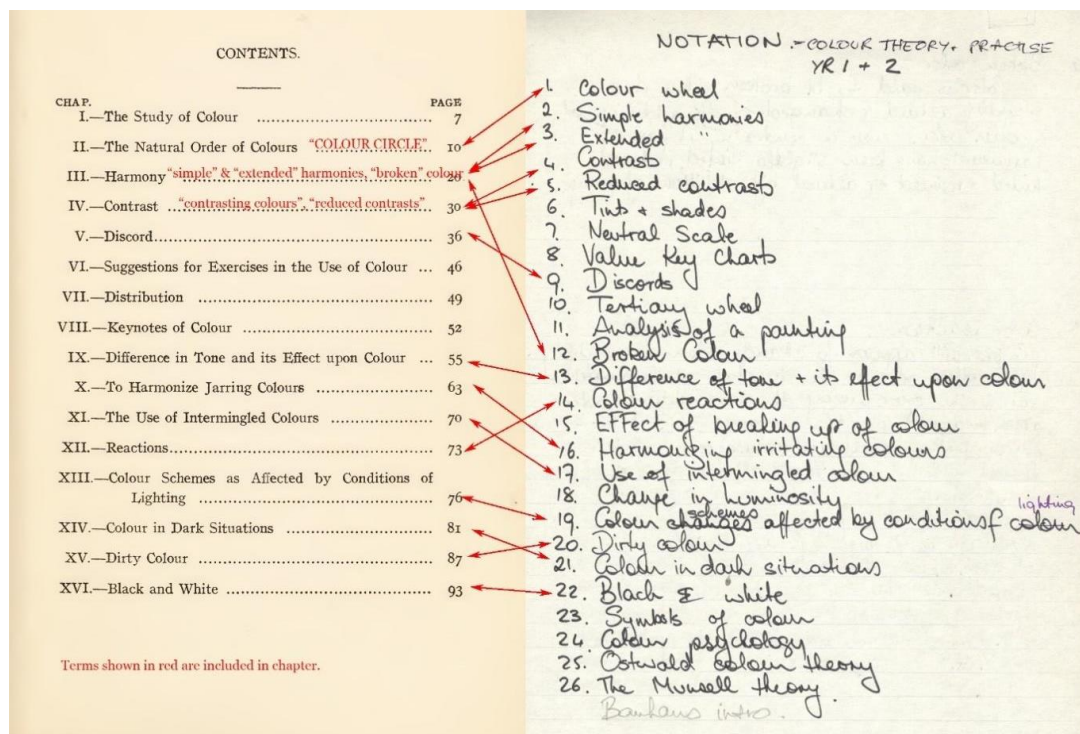 CONTENTS.
CHAP. PAGE
I.—The Study of Colour ........................ 7
II.—The Natural Order of Colours "COLOUR CIRCLE". 10
III.—Harmony "simple" & "extended" harmonies, "broken" colour 20
IV.—Contrast ..."contrasting colours", "reduced contrasts". 30
V.—Discord........................ 36
VI.—Suggestions for Exercises in the Use of Colour ... 46
VII.—Distribution ........................ 49
VIII.—Keynotes of Colour ........................ 52
IX.—Difference in Tone and its Effect upon Colour ... 55
X.—To Harmonize Jarring Colours ................ 63
XI.—The Use of Intermingled Colours ............ 70
XII.—Reactions........................ 73
XIII.—Colour Schemes as Affected by Conditions of
Lighting ........................ 76
XIV.—Colour in Dark Situations .................. 81
XV.—Dirty Colour ........................ 87
XVI.—Black and White ........................ 93
Terms shown in red are included in chapter.
NOTATION :- COLOUR THEORY. PRACTISE
YR 1 + 2
1. Colour wheel
2. Simple harmonies
3. Extended "
4. Contrasts
5. Reduced contrasts
6. Tints + shades
7. Neutral Scale
8. Value Key Charts
9. Discords
10. Tertiary wheel
11. Analysis of a painting
12. Broken Colour
13. Difference of tone + its effect upon colour
14. Colour reactions
15. Effect of breaking up of colour
16. Harmonizing irritating colours
17. Use of intermingled colour
18. Change in luminosity
19. Colour changes schemes affected by conditions of colour lighting
20. Dirty colour
21. Colour in dark situations
22. Black & white
23. Symbols of colour
24. Colour psychology
25. Ostwald colour theory
26. The Munsell theory.
Bauhaus intro.